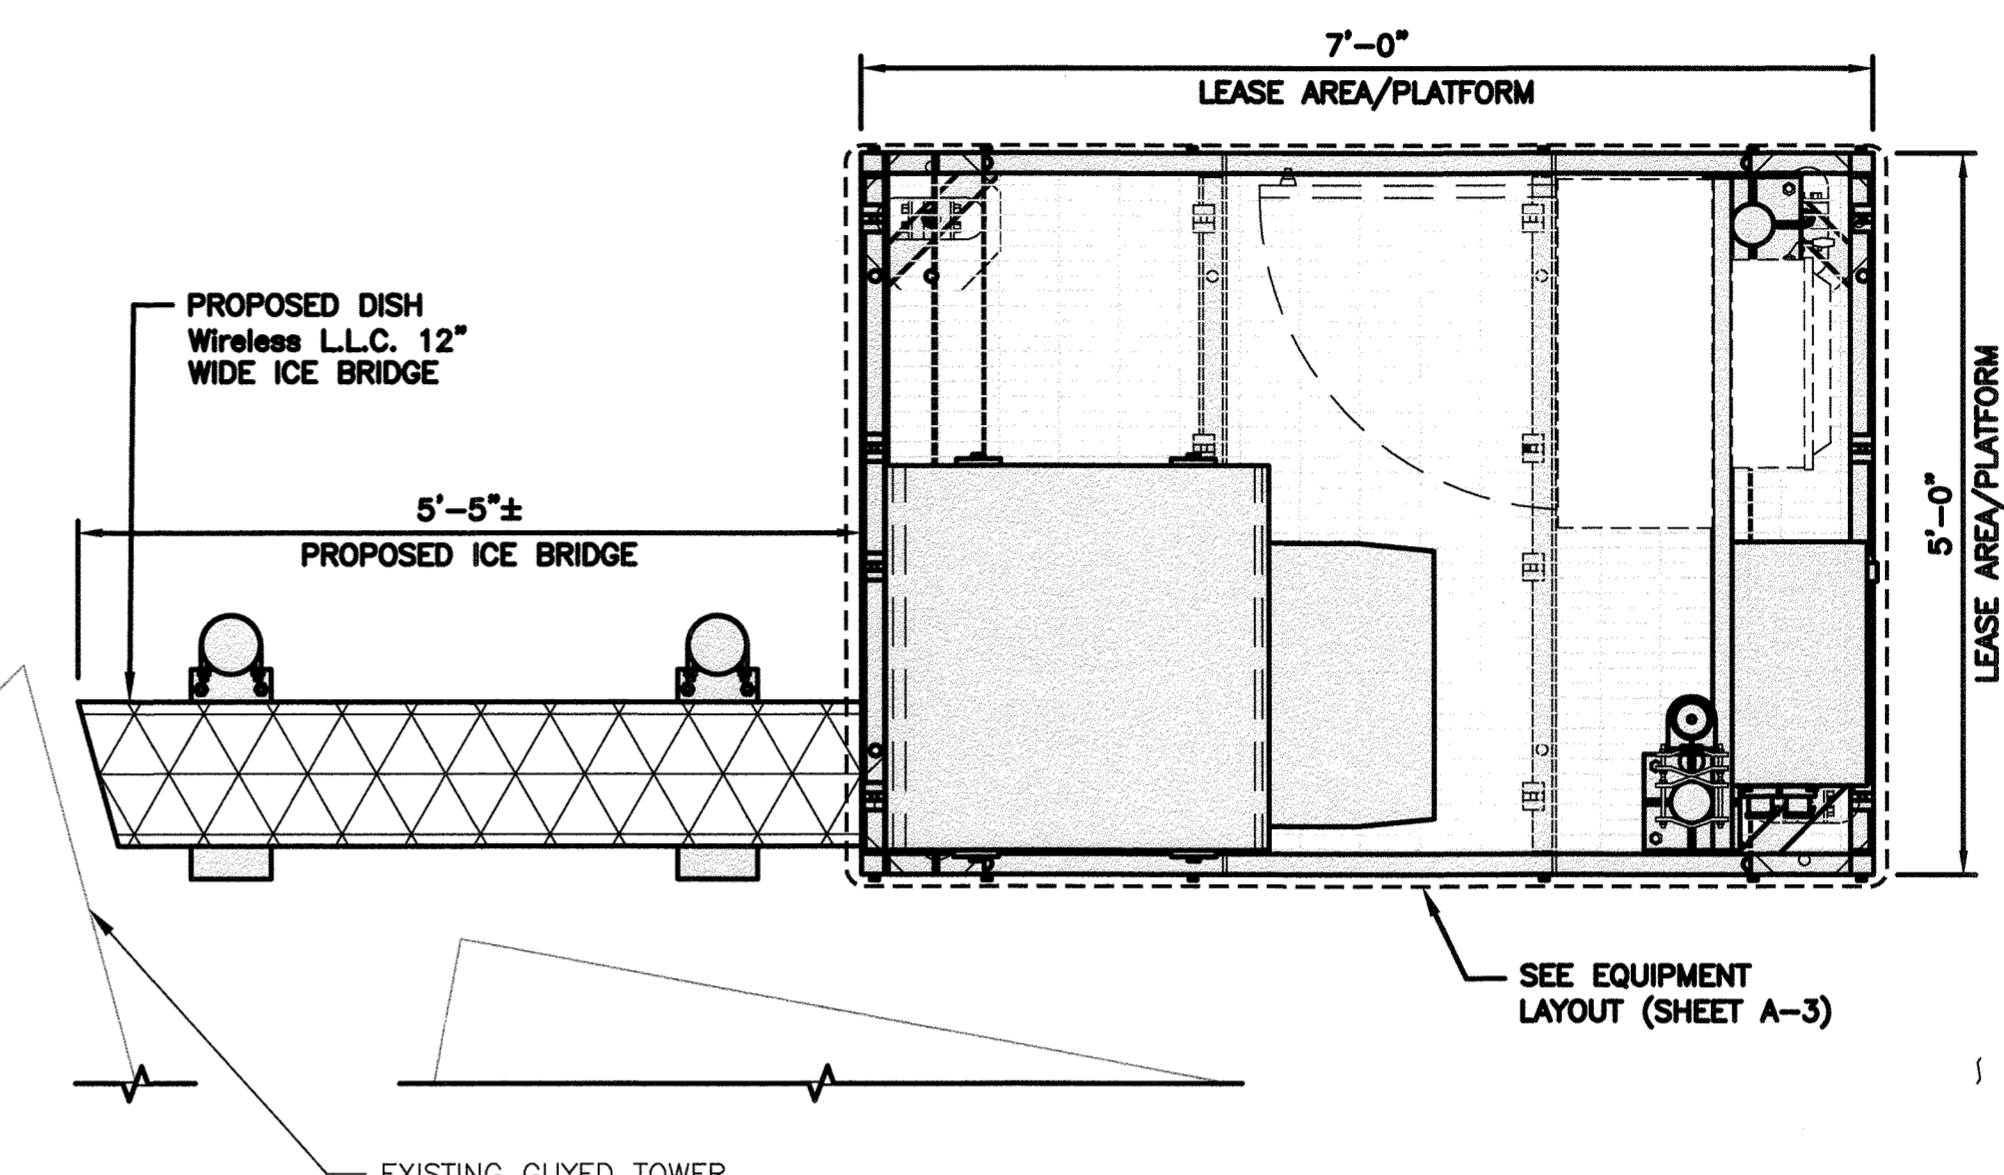 7'-0"
LEASE AREA/PLATFORM
PROPOSED DISH
Wireless L.L.C. 12"
WIDE ICE BRIDGE
5'-5"±
PROPOSED ICE BRIDGE
5'-0"
LEASE AREA/PLATFORM
SEE EQUIPMENT
LAYOUT (SHEET A-3)
EXISTING GUYED TOWER